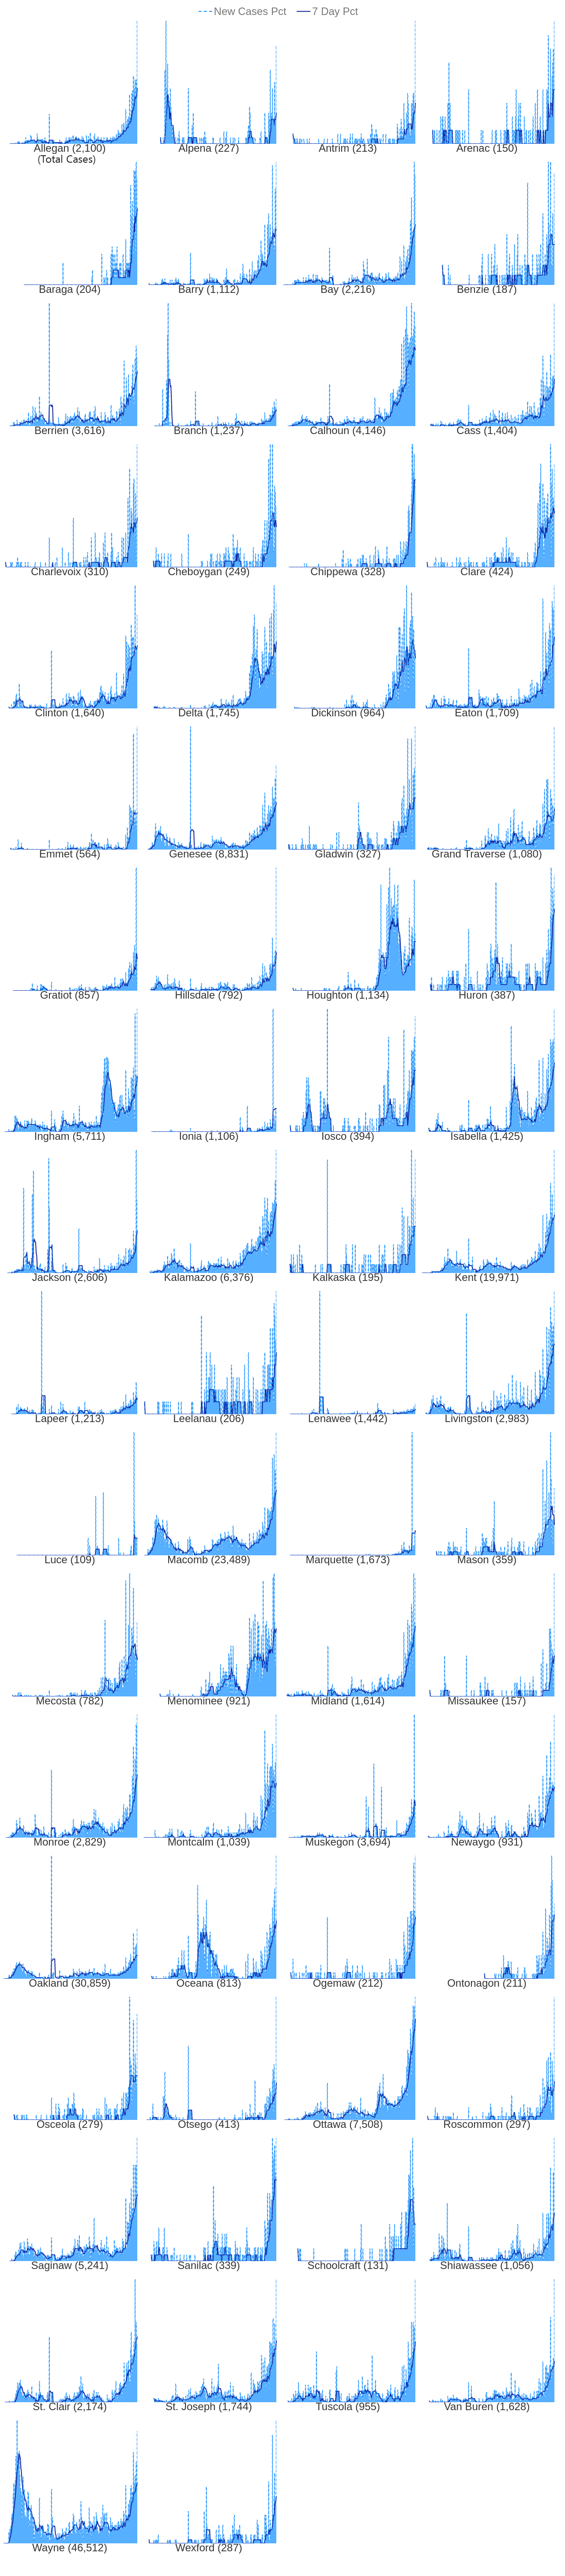 New Cases Pct 7 Day Pct
Allegan (2,100) Alpena (227) Antrim (213) Arenac (150)
(Total Cases)
Baraga (204) Barry (1,112) Bay (2,216) Benzie (187)
Berrien (3,616) Branch (1,237) Calhoun (4,146) Cass (1,404)
Charlevoix (310) Cheboygan (249) Chippewa (328) Clare (424)
Clinton (1,640) Delta (1,745) Dickinson (964) Eaton (1,709)
Emmet (564) Genesee (8,831) Gladwin (327) Grand Traverse (1,080)
Gratiot (857) Hillsdale (792) Houghton (1,134) Huron (387)
Ingham (5,711) Ionia (1,106) Iosco (394) Isabella (1,425)
Jackson (2,606) Kalamazoo (6,376) Kalkaska (195) Kent (19,971)
Lapeer (1,213) Leelanau (206) Lenawee (1,442) Livingston (2,983)
Luce (109) Macomb (23,489) Marquette (1,673) Mason (359)
Mecosta (782) Menominee (921) Midland (1,614) Missaukee (157)
Monroe (2,829) Montcalm (1,039) Muskegon (3,694) Newaygo (931)
Oakland (30,859) Oceana (813) Ogemaw (212) Ontonagon (211)
Osceola (279) Otsego (413) Ottawa (7,508) Roscommon (297)
Saginaw (5,241) Sanilac (339) Schoolcraft (131) Shiawassee (1,056)
St. Clair (2,174) St. Joseph (1,744) Tuscola (955) Van Buren (1,628)
Wayne (46,512) Wexford (287)